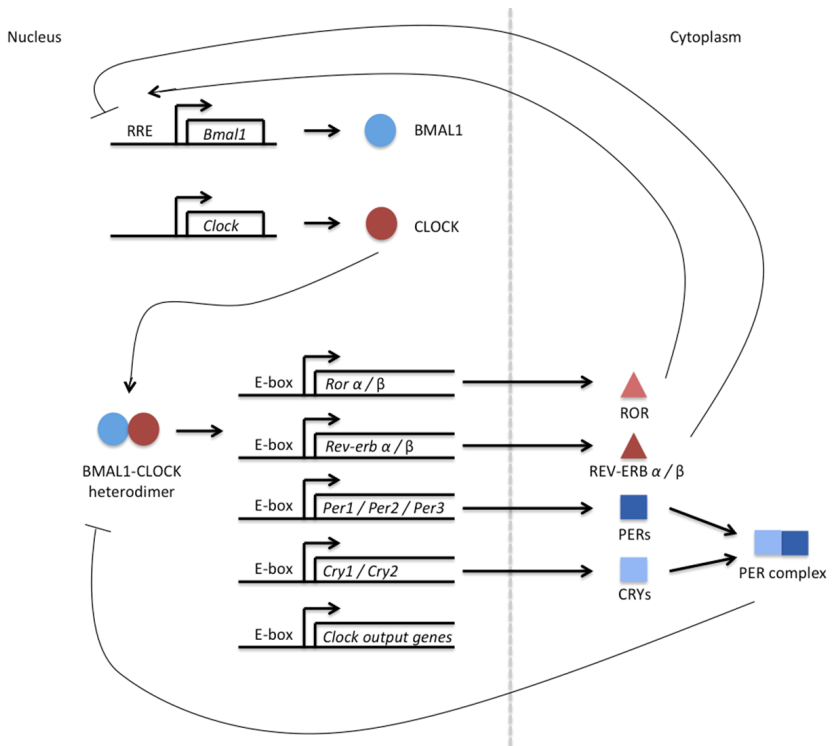 Nucleus
Cytoplasm
RRE
Bmal1
BMAL1
Clock
CLOCK
E-box
Ror α / β
ROR
E-box
Rev-erb α / β
REV-ERB α / β
BMAL1-CLOCK
heterodimer
E-box
Per1 / Per2 / Per3
PERs
PER complex
E-box
Cry1 / Cry2
CRYs
E-box
Clock output genes